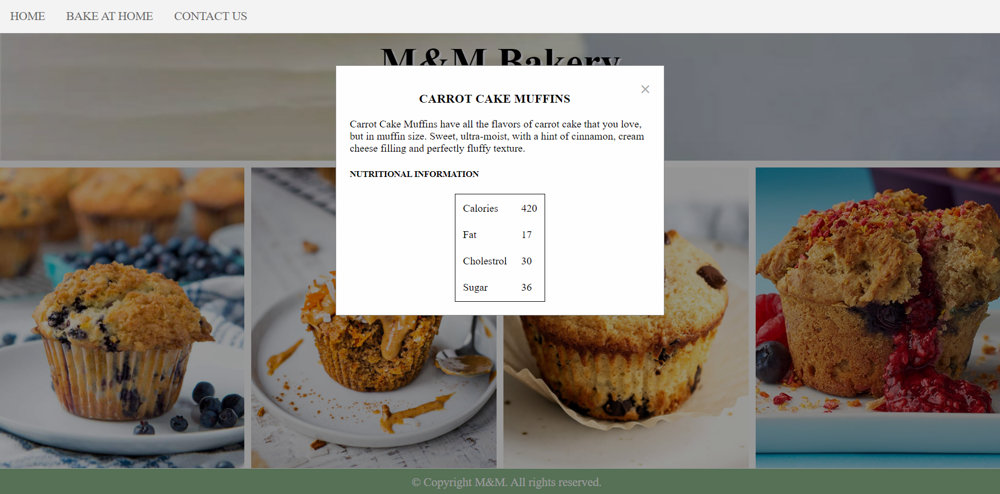 HOME BAKE AT HOME CONTACT US
M&M Bakery
×
CARROT CAKE MUFFINS
Carrot Cake Muffins have all the flavors of carrot cake that you love,
but in muffin size. Sweet, ultra-moist, with a hint of cinnamon, cream
cheese filling and perfectly fluffy texture.
NUTRITIONAL INFORMATION
Calories 420
Fat 17
Cholestrol 30
Sugar 36
© Copyright M&M. All rights reserved.